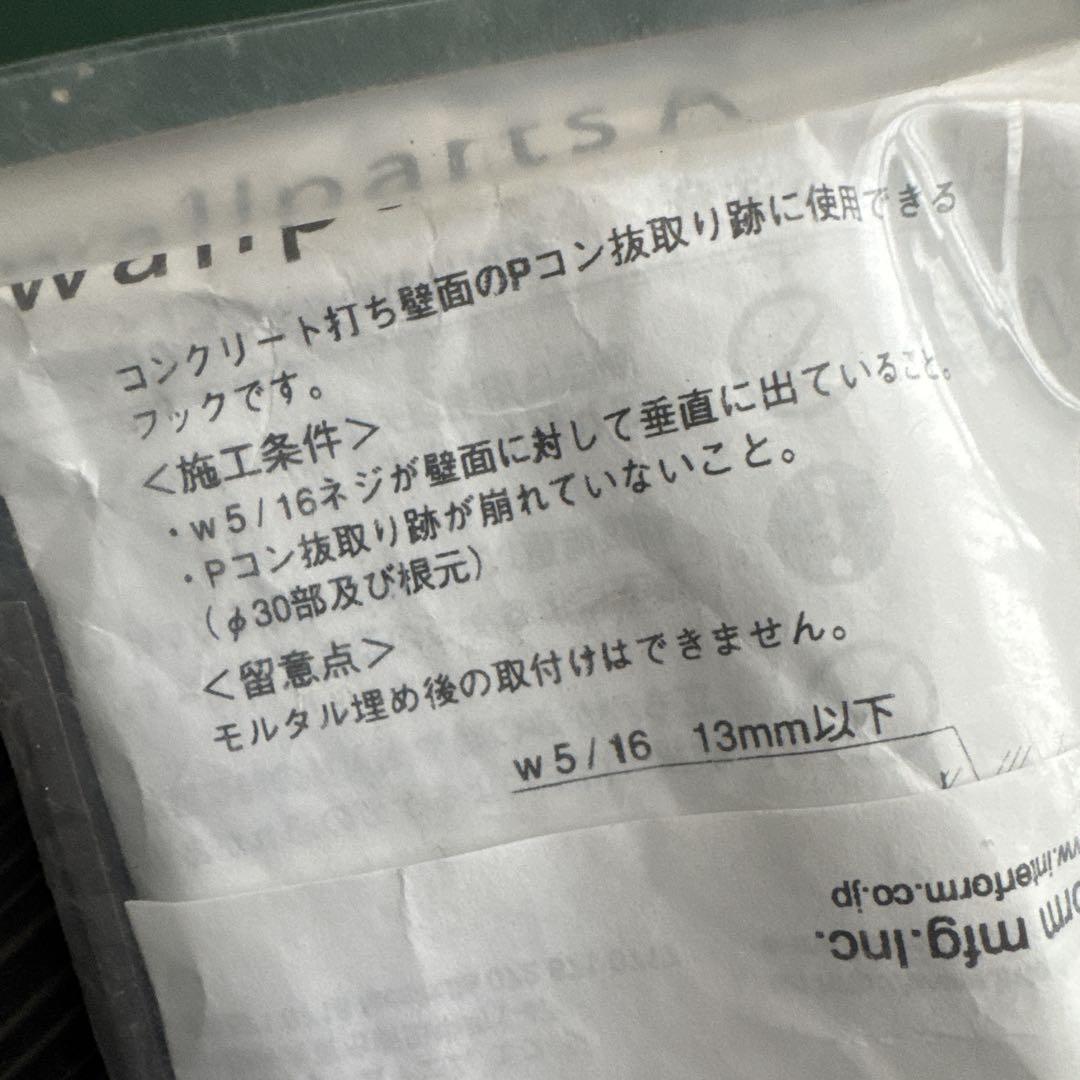 wallparts
コンクリート打ち壁面のPコン抜取り跡に使用できる
フックです。
＜施工条件＞
・w5/16ネジが壁面に対して垂直に出ていること。
・Pコン抜取り跡が崩れていないこと。
（φ30部及び根元）
＜留意点＞
モルタル埋め後の取付けはできません。
w5/16 13mm以下
mfg.Inc.
.interform.co.jp